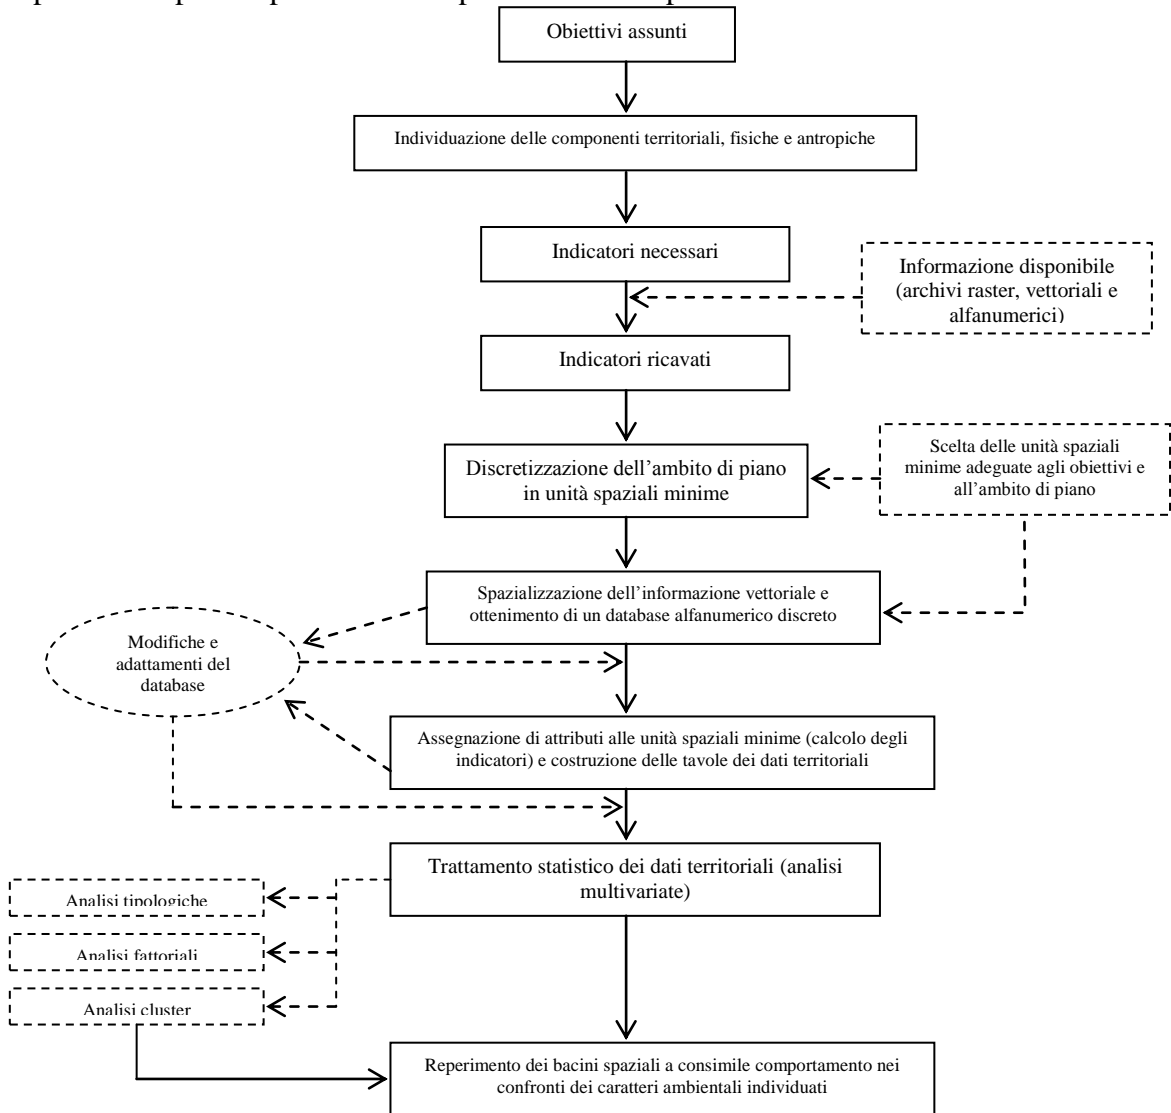 Obiettivi assunti
Individuazione delle componenti territoriali, fisiche e antropiche
Indicatori necessari
Informazione disponibile
(archivi raster, vettoriali e
alfanumerici)
Indicatori ricavati
Discretizzazione dell’ambito di piano
in unità spaziali minime
Scelta delle unità spaziali
minime adeguate agli obiettivi e
all’ambito di piano
Spazializzazione dell’informazione vettoriale e
ottenimento di un database alfanumerico discreto
Modifiche e
adattamenti del
database
Assegnazione di attributi alle unità spaziali minime (calcolo degli
indicatori) e costruzione delle tavole dei dati territoriali
Trattamento statistico dei dati territoriali (analisi
multivariate)
Analisi tipologiche
Analisi fattoriali
Analisi cluster
Reperimento dei bacini spaziali a consimile comportamento nei
confronti dei caratteri ambientali individuati